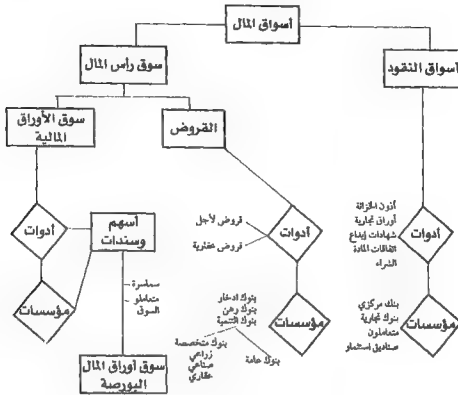 أسواق المال
أسواق النقود
سوق رأس المال
القروض
سوق الأوراق
المالية
أذون الخزانة
أوراق تجارية
شهادات إيداع
اتفاقات المادة
الشراء
أدوات
بنك مركزي
بنوك تجارية
متعاملون
صناديق إستثمار
مؤسسات
قروض لأجل
قروض عقارية
أدوات
بنوك ادخار
بنوك رهن
بنوك التنمية
مؤسسات
بنوك متخصصة
زراعي
صناعي
عقاري
بنوك عامة
أسهم
وسندات
أدوات
مؤسسات
سماسرة
متعاملو
السوق
سوق أوراق المال
البورصة